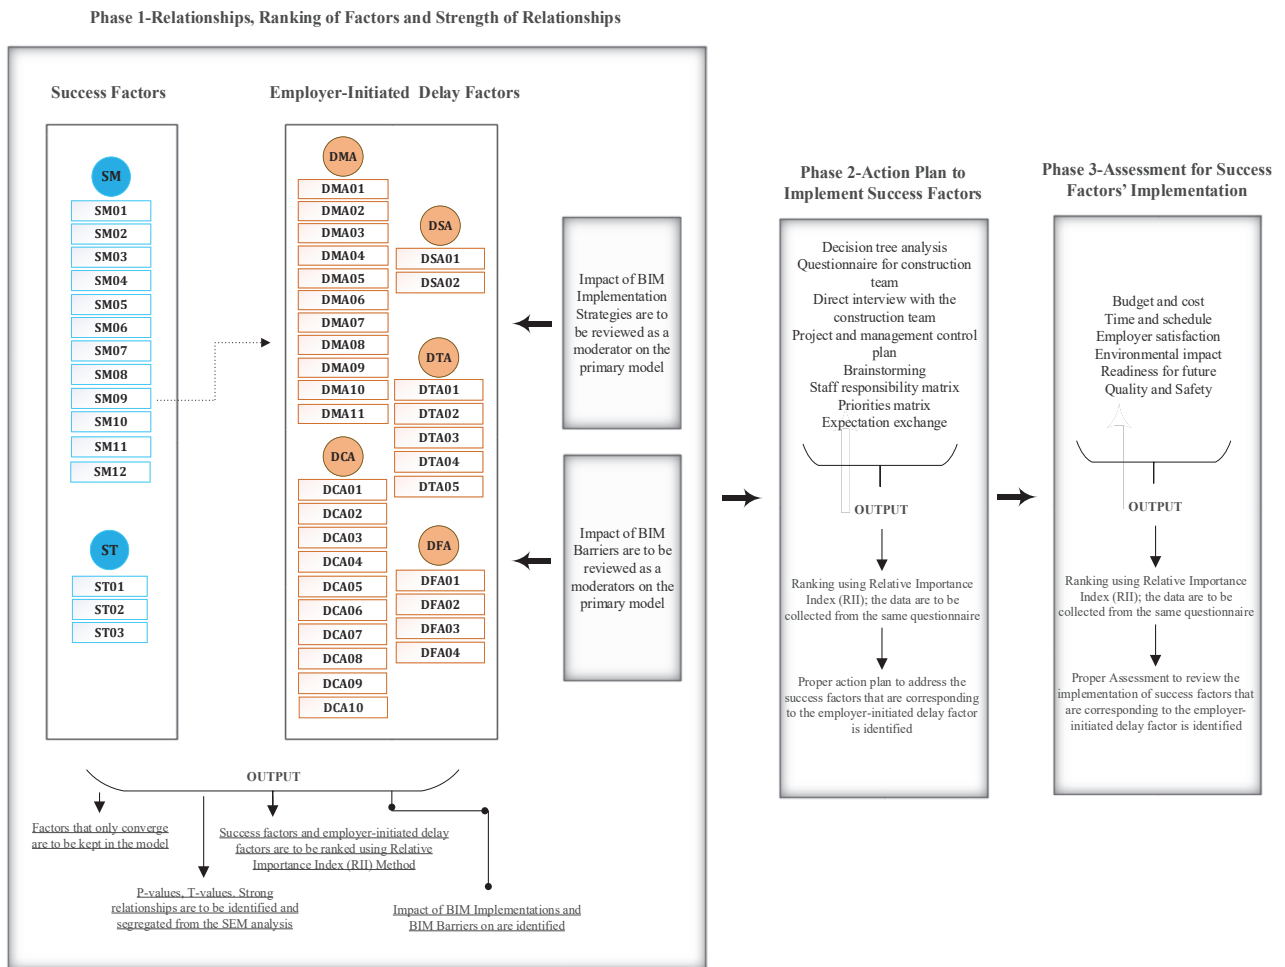 Phase 1-Relationships, Ranking of Factors and Strength of Relationships
Success Factors
SM
SM01
SM02
SM03
SM04
SM05
SM06
SM07
SM08
SM09
SM10
SM11
SM12
ST
ST01
ST02
ST03
Employer-Initiated Delay Factors
DMA
DMA01
DMA02
DMA03
DMA04
DMA05
DMA06
DMA07
DMA08
DMA09
DMA10
DMA11
DCA
DCA01
DCA02
DCA03
DCA04
DCA05
DCA06
DCA07
DCA08
DCA09
DCA10
DSA
DSA01
DSA02
DTA
DTA01
DTA02
DTA03
DTA04
DTA05
DFA
DFA01
DFA02
DFA03
DFA04
Impact of BIM
Implementation
Strategies are to
be reviewed as a
moderator on the
primary model
Impact of BIM
Barriers are to be
reviewed as a
moderators on the
primary model
OUTPUT
Factors that only converge
are to be kept in the model
P-values, T-values. Strong
relationships are to be identified and
segregated from the SEM analysis
Success factors and employer-initiated delay
factors are to be ranked using Relative
Importance Index (RII) Method
Impact of BIM Implementations and
BIM Barriers on are identified
Phase 2-Action Plan to
Implement Success Factors
Decision tree analysis
Questionnaire for construction
team
Direct interview with the
construction team
Project and management control
plan
Brainstorming
Staff responsibility matrix
Priorities matrix
Expectation exchange
OUTPUT
Ranking using Relative Importance
Index (RII); the data are to be
collected from the same questionnaire
Proper action plan to address the
success factors that are corresponding
to the employer-initiated delay factor
is identified
Phase 3-Assessment for Success
Factors' Implementation
Budget and cost
Time and schedule
Employer satisfaction
Environmental impact
Readiness for future
Quality and Safety
OUTPUT
Ranking using Relative Importance
Index (RII); the data are to be
collected from the same questionnaire
Proper Assessment to review the
implementation of success factors that
are corresponding to the employer-
initiated delay factor is identified